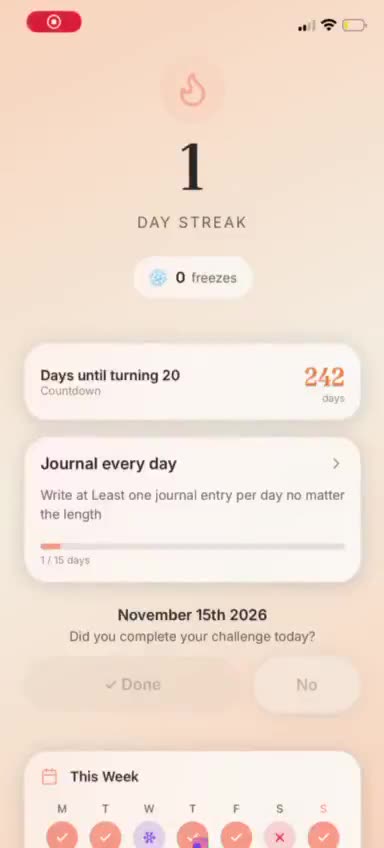 1
DAY STREAK
0 freezes
Days until turning 20
Countdown
242
days
Journal every day
Write at Least one journal entry per day no matter
the length
1 / 15 days
November 15th 2026
Did you complete your challenge today?
✓ Done
No
This Week
M T W T F S S